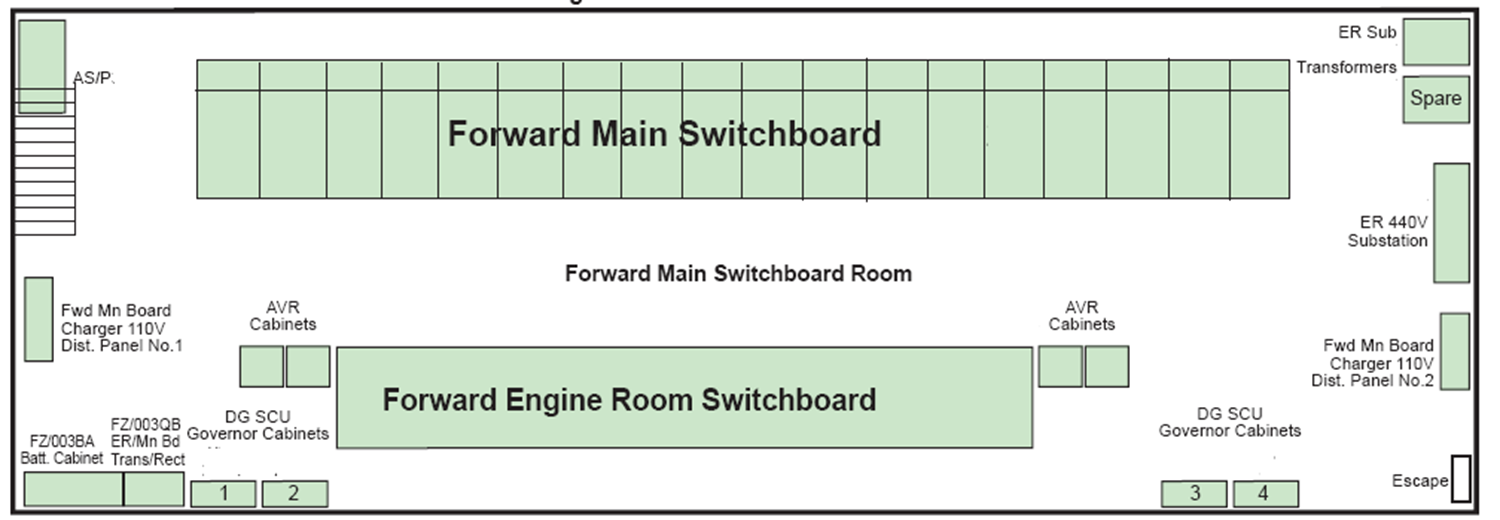 ER Sub
Transformers
Spare
AS/P
Forward Main Switchboard
ER 440V
Substation
Forward Main Switchboard Room
Fwd Mn Board
Charger 110V
Dist. Panel No.1
AVR
Cabinets
AVR
Cabinets
Fwd Mn Board
Charger 110V
Dist. Panel No.2
Forward Engine Room Switchboard
FZ/003BA
Batt. Cabinet
FZ/003QB
ER/Mn Bd
Trans/Rect
DG SCU
Governor Cabinets
1
2
DG SCU
Governor Cabinets
3
4
Escape